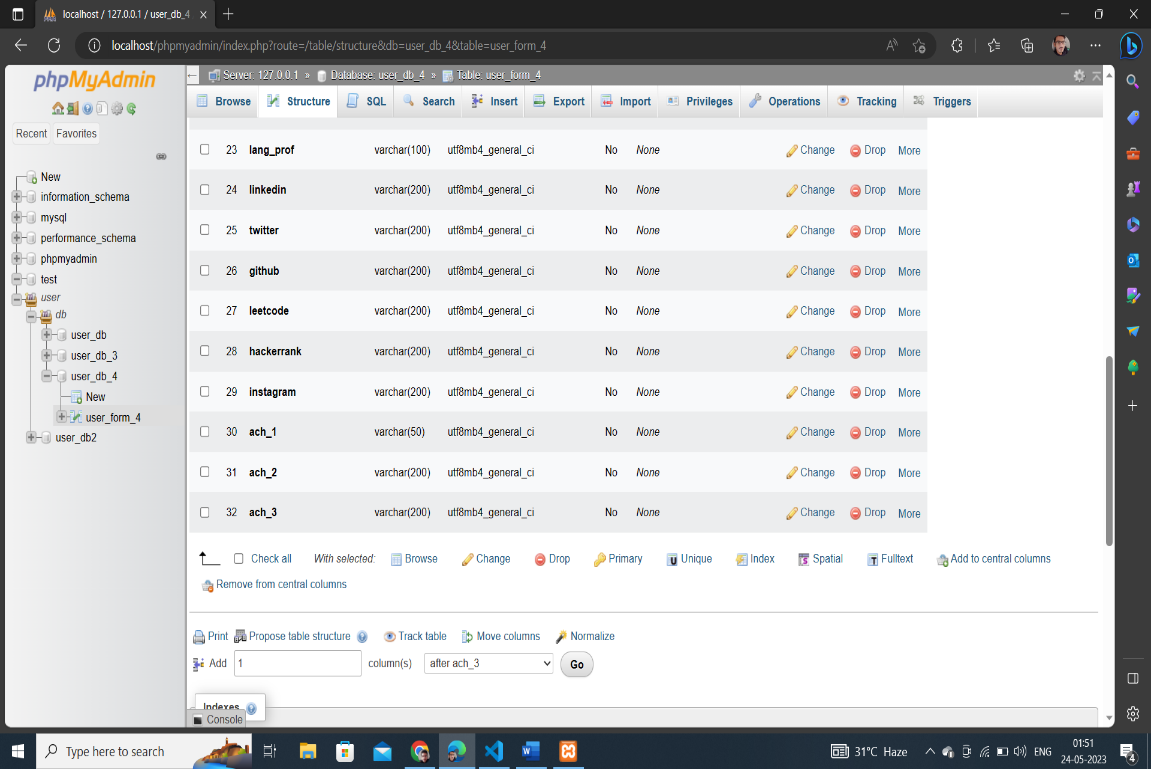 localhost / 127.0.0.1 / user_db_4
localhost/phpmyadmin/index.php?route=/table/structure&db=user_db_4&table=user_form_4
phpMyAdmin
Recent Favorites
New
information_schema
mysql
performance_schema
phpmyadmin
test
user
db
user_db
user_db_3
user_db_4
New
user_form_4
user_db2
Server: 127.0.0.1 » Database: user_db_4 » Table: user_form_4
Browse Structure SQL Search Insert Export Import Privileges Operations Tracking Triggers
23 lang_prof varchar(100) utf8mb4_general_ci No None Change Drop More
24 linkedin varchar(200) utf8mb4_general_ci No None Change Drop More
25 twitter varchar(200) utf8mb4_general_ci No None Change Drop More
26 github varchar(200) utf8mb4_general_ci No None Change Drop More
27 leetcode varchar(200) utf8mb4_general_ci No None Change Drop More
28 hackerrank varchar(200) utf8mb4_general_ci No None Change Drop More
29 instagram varchar(200) utf8mb4_general_ci No None Change Drop More
30 ach_1 varchar(50) utf8mb4_general_ci No None Change Drop More
31 ach_2 varchar(200) utf8mb4_general_ci No None Change Drop More
32 ach_3 varchar(200) utf8mb4_general_ci No None Change Drop More
Check all With selected: Browse Change Drop Primary Unique Index Spatial Fulltext Add to central columns
Remove from central columns
Print Propose table structure Track table Move columns Normalize
Add 1 column(s) after ach_3 Go
Indexes
Console
Type here to search
31°C Haze
ENG
01:51
24-05-2023
4